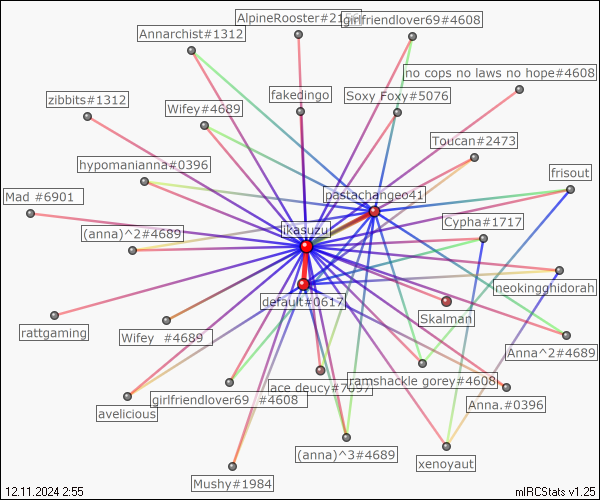 AlpineRooster#21
girlfriendlover69#4608
Annarchist#1312
no cops no laws no hope#4608
zibbits#1312
fakedingo
Soxy Foxy#5076
Wifey#4689
Toucan#2473
hypomanianna#0396
frisout
Mad #6901
pastachangeo41
Cypha#1717
(anna)^2#4689
ikasuzu
neokingghidorah
default#0617
Skalman
rattgaming
Wifey #4689
Anna^2#4689
ace deucy#7097
ramshackle gorey#4608
girlfriendlover69 #4608
Anna.#0396
avelicious
(anna)^3#4689
xenoyaut
Mushy#1984
12.11.2024 2:55
mIRCStats v1.25